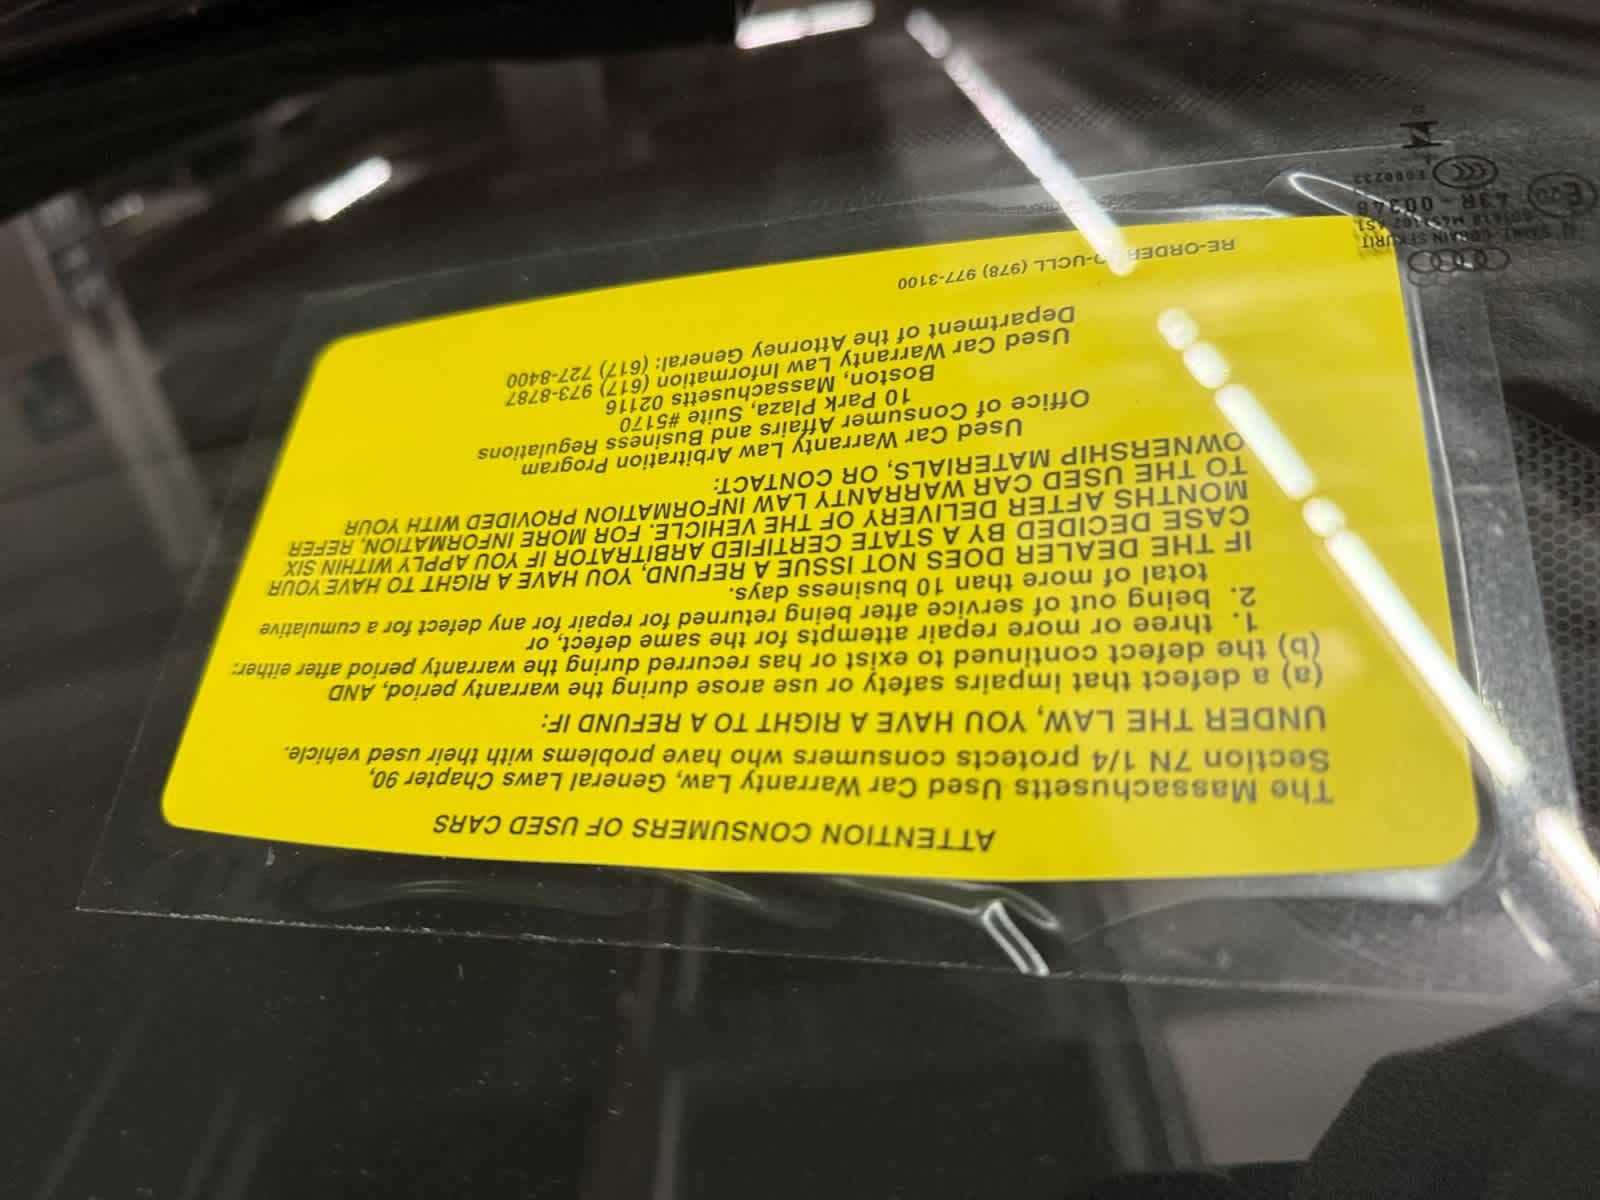 ATTENTION CONSUMERS OF USED CARS
The Massachusetts Used Car Warranty Law, General Laws Chapter 90,
Section 7N 1/4 protects consumers who have problems with their used vehicle.
UNDER THE LAW, YOU HAVE A RIGHT TO A REFUND IF:
(a) a defect that impairs safety or use arose during the warranty period, AND
(b) the defect continued to exist or has recurred during the warranty period after either:
1. three or more repair attempts for the same defect, or
2. being out of service after being returned for repair for any defect for a cumulative
total of more than 10 business days.
IF THE DEALER DOES NOT ISSUE A REFUND, YOU HAVE A RIGHT TO HAVE YOUR
CASE DECIDED BY A STATE CERTIFIED ARBITRATOR IF YOU APPLY WITHIN SIX
MONTHS AFTER DELIVERY OF THE VEHICLE. FOR MORE INFORMATION, REFER
TO THE USED CAR WARRANTY LAW INFORMATION PROVIDED WITH YOUR
OWNERSHIP MATERIALS, OR CONTACT:
Used Car Warranty Law Arbitration Program
Office of Consumer Affairs and Business Regulations
10 Park Plaza, Suite #5170
Boston, Massachusetts 02116
Used Car Warranty Law Information (617) 973-8787
Department of the Attorney General: (617) 727-8400
RE-ORDER (978) 977-3100
SAINT-GOBAIN SEKURIT
43R-00348
E20
E000233